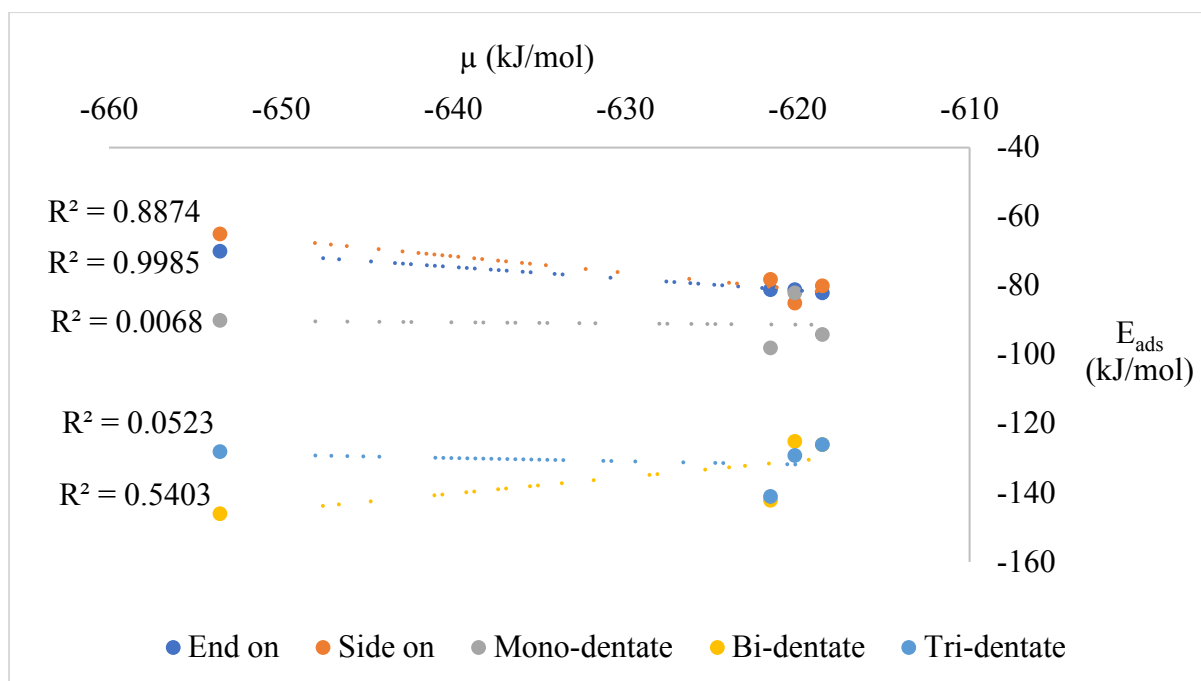 µ (kJ/mol)
-660 -650 -640 -630 -620 -610
-40
-60
-80
-100
-120
-140
-160
E_ads
(kJ/mol)
R² = 0.8874
R² = 0.9985
R² = 0.0068
R² = 0.0523
R² = 0.5403
End on Side on Mono-dentate Bi-dentate Tri-dentate